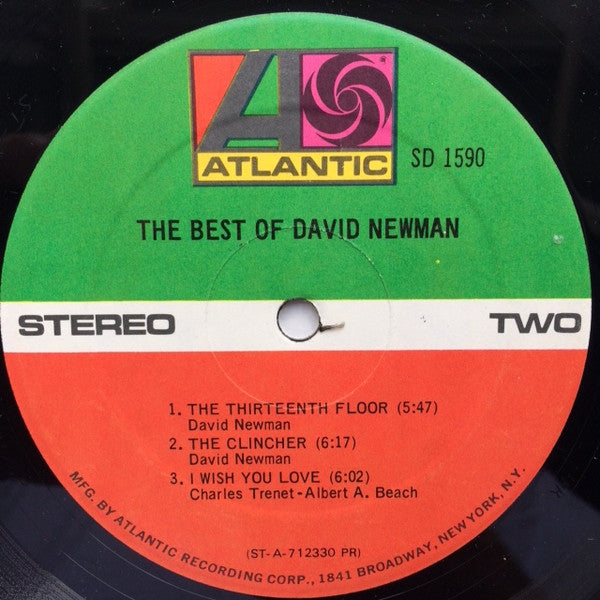 ATLANTIC
SD 1590
THE BEST OF DAVID NEWMAN
STEREO
TWO
1. THE THIRTEENTH FLOOR (5:47)
David Newman
2. THE CLINCHER (6:17)
David Newman
3. I WISH YOU LOVE (6:02)
Charles Trenet-Albert A. Beach
(ST-A-712330 PR)
MFG. BY ATLANTIC RECORDING CORP., 1841 BROADWAY, NEW YORK, N.Y.